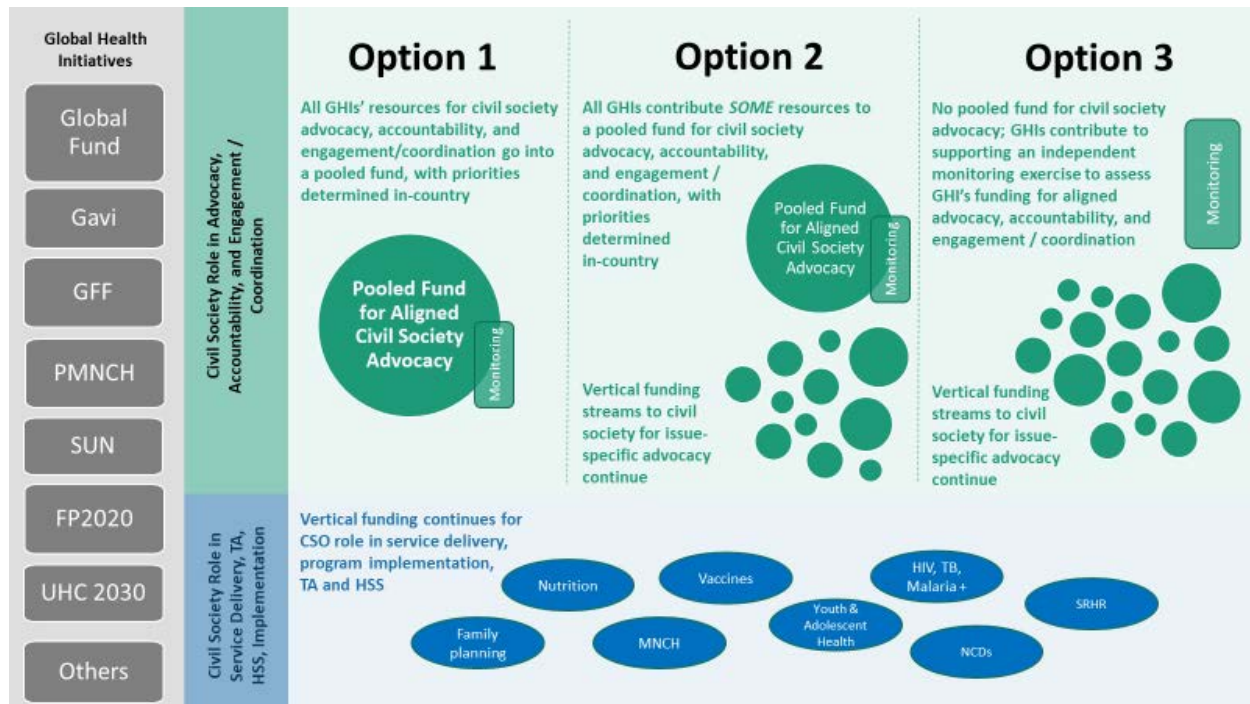 Global Health
Initiatives
Global
Fund
Gavi
GFF
PMNCH
SUN
FP2020
UHC 2030
Others
Civil Society Role in Advocacy,
Accountability, and Engagement /
Coordination
Option 1
All GHIs' resources for civil society
advocacy, accountability, and
engagement/coordination go into
a pooled fund, with priorities
determined in-country
Pooled Fund
for Aligned
Civil Society
Advocacy
Monitoring
Option 2
All GHIs contribute SOME resources to
a pooled fund for civil society
advocacy, accountability,
and engagement /
coordination, with
priorities
determined
in-country
Pooled Fund
for Aligned
Civil Society
Advocacy
Monitoring
Vertical funding
streams to civil
society for issue-
specific advocacy
continue
Option 3
No pooled fund for civil society
advocacy; GHIs contribute to
supporting an independent
monitoring exercise to assess
GHI's funding for aligned
advocacy, accountability, and
engagement / coordination
Monitoring
Vertical funding
streams to civil
society for issue-
specific advocacy
continue
Civil Society Role in
Service Delivery, TA,
HSS, Implementation
Vertical funding continues for
CSO role in service delivery,
program implementation,
TA and HSS
Nutrition
Vaccines
HIV, TB,
Malaria +
SRHR
Family
planning
MNCH
Youth &
Adolescent
Health
NCDs